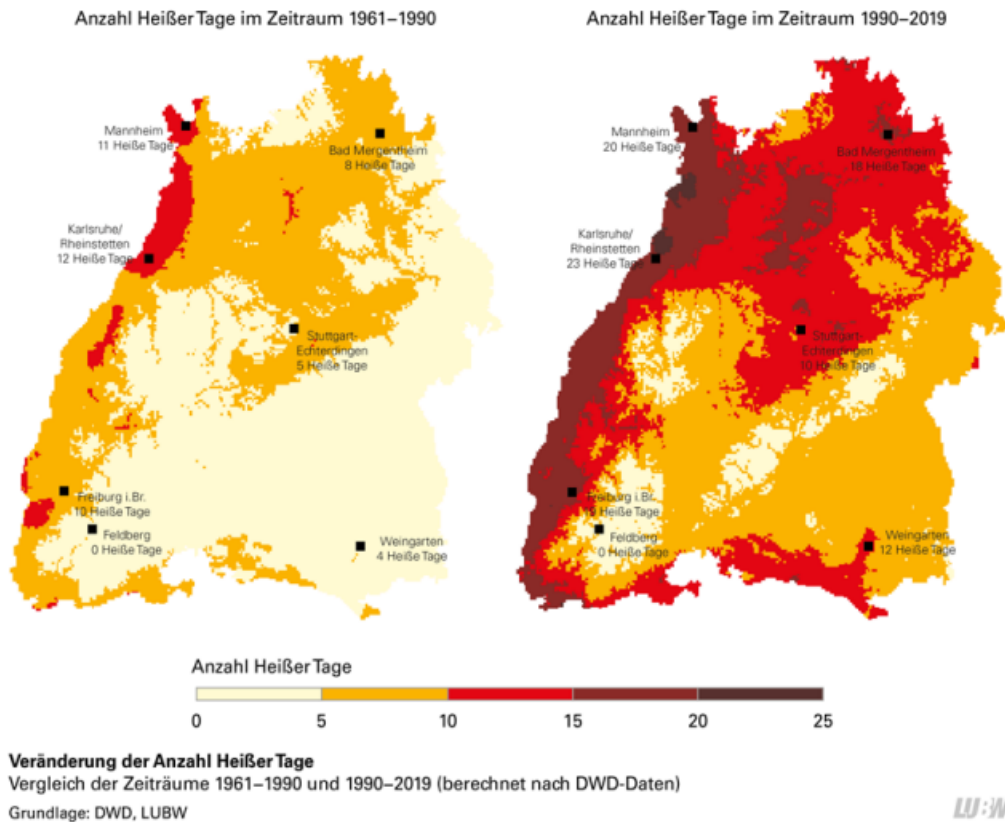 Anzahl Heißer Tage im Zeitraum 1961–1990
Mannheim
11 Heiße Tage
Bad Mergentheim
8 Heiße Tage
Karlsruhe/
Rheinstetten
12 Heiße Tage
Stuttgart-
Echterdingen
5 Heiße Tage
Freiburg i.Br.
10 Heiße Tage
Feldberg
0 Heiße Tage
Weingarten
4 Heiße Tage
Anzahl Heißer Tage im Zeitraum 1990–2019
Mannheim
20 Heiße Tage
Bad Mergentheim
18 Heiße Tage
Karlsruhe/
Rheinstetten
23 Heiße Tage
Stuttgart-
Echterdingen
10 Heiße Tage
Freiburg i.Br.
Heiße Tage
Feldberg
0 Heiße Tage
Weingarten
12 Heiße Tage
Anzahl Heißer Tage
0 5 10 15 20 25
Veränderung der Anzahl Heißer Tage
Vergleich der Zeiträume 1961–1990 und 1990–2019 (berechnet nach DWD-Daten)
Grundlage: DWD, LUBW
LUBW